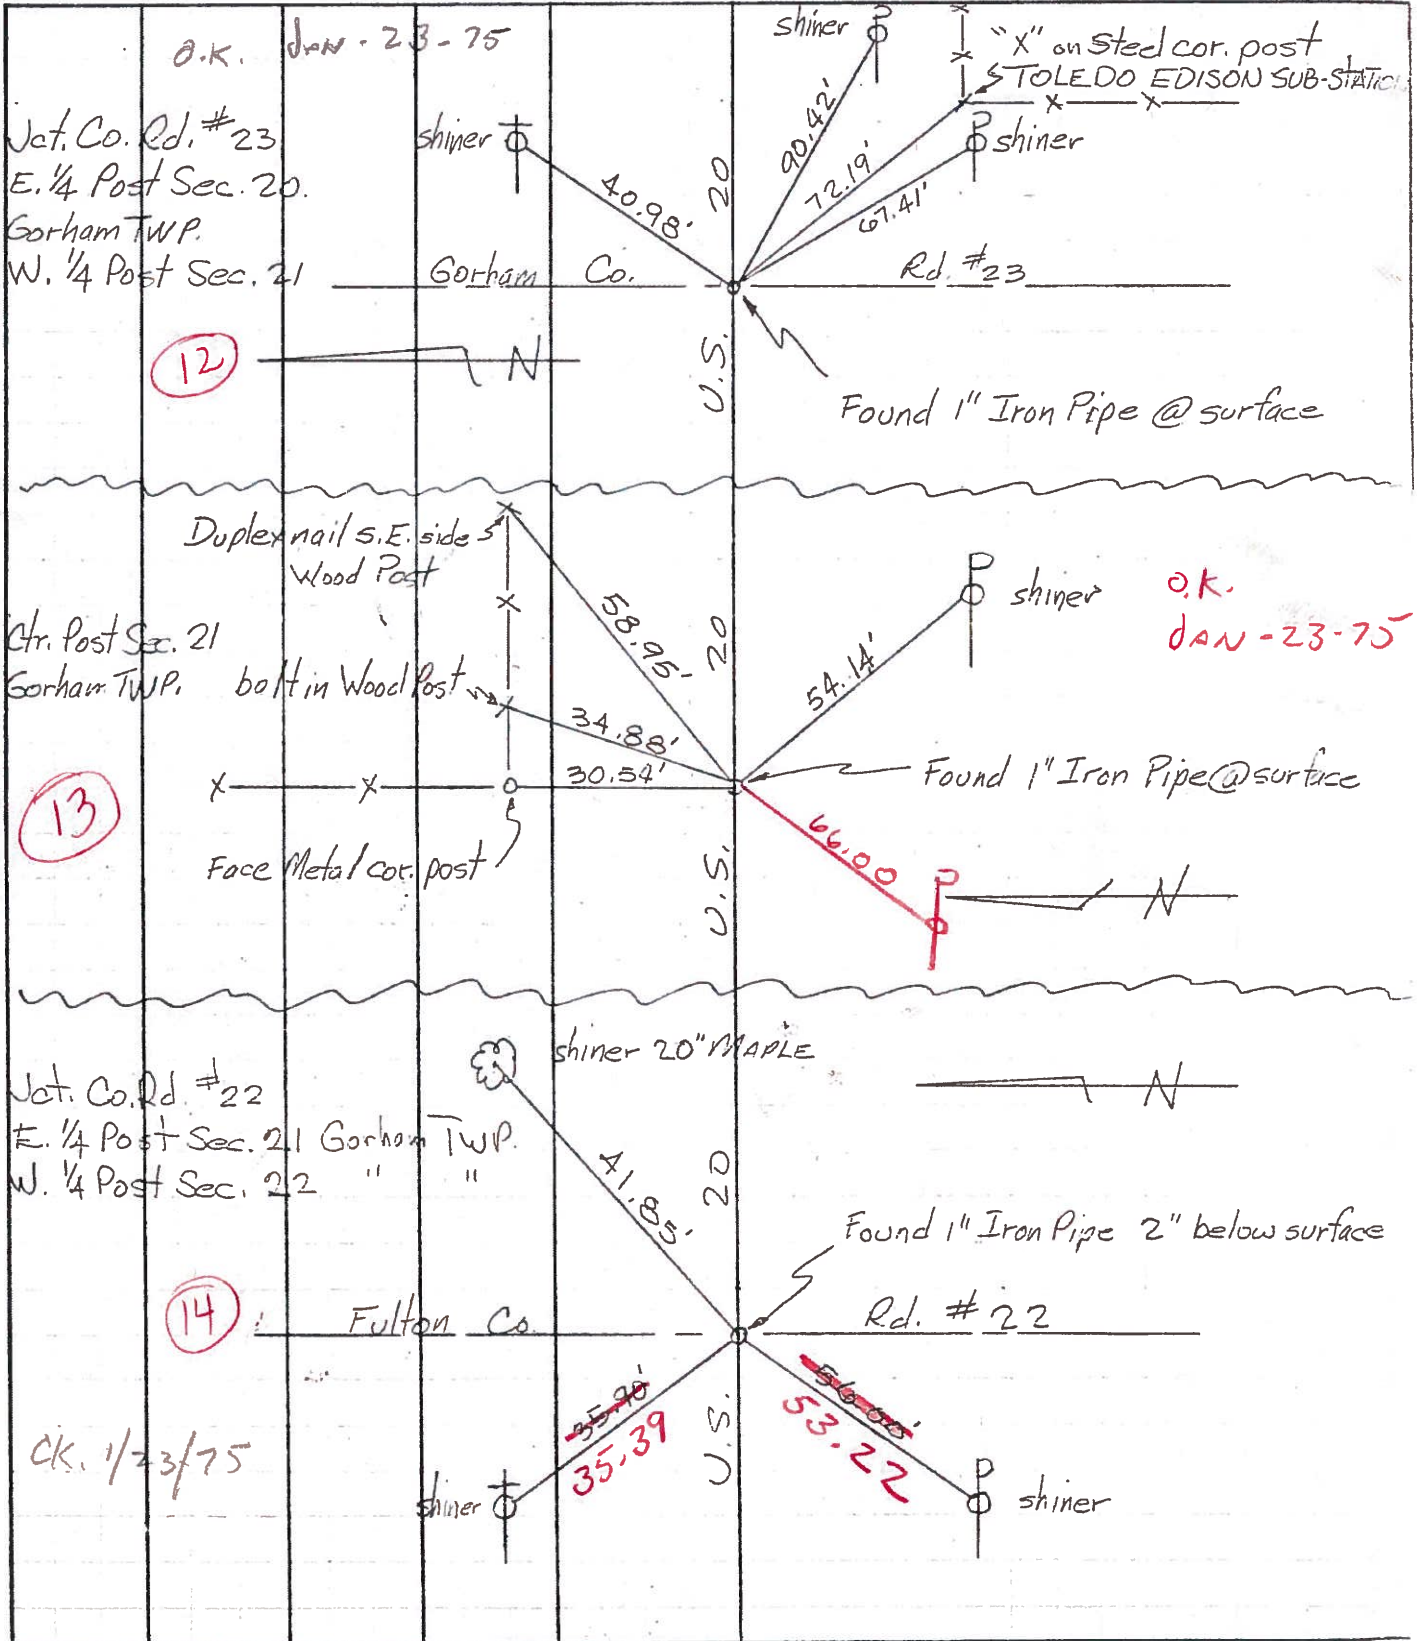 O.K. JAN-23-75
Jct. Co. Rd. #23
E. 1/4 Post Sec. 20.
Gorham TWP.
W. 1/4 Post Sec. 21
12
N
shiner
40.98'
shiner
90.42'
"X" on Steel cor. post
TOLEDO EDISON SUB-STATIO
72.19'
shiner
67.41'
U.S. 20
Gorham Co. Rd. #23
Found 1" Iron Pipe @ surface
Duplex nail S.E. side
Wood Post
58.95'
Ctr. Post Sec. 21
Gorham TWP.
bolt in Wood Post
34.88'
30.54'
13
Face Metal cor. post
U.S. 20
shiner
54.14'
O.K.
JAN-23-75
Found 1" Iron Pipe @ surface
66.00
N
shiner 20" MAPLE
N
Jct. Co. Rd. #22
E. 1/4 Post Sec. 21 Gorham TWP.
W. 1/4 Post Sec. 22 " "
41.85'
U.S. 20
Found 1" Iron Pipe 2" below surface
14
Fulton Co. Rd. #22
35.70'
35.39
56.00'
53.22
CK. 1/23/75
shiner
shiner